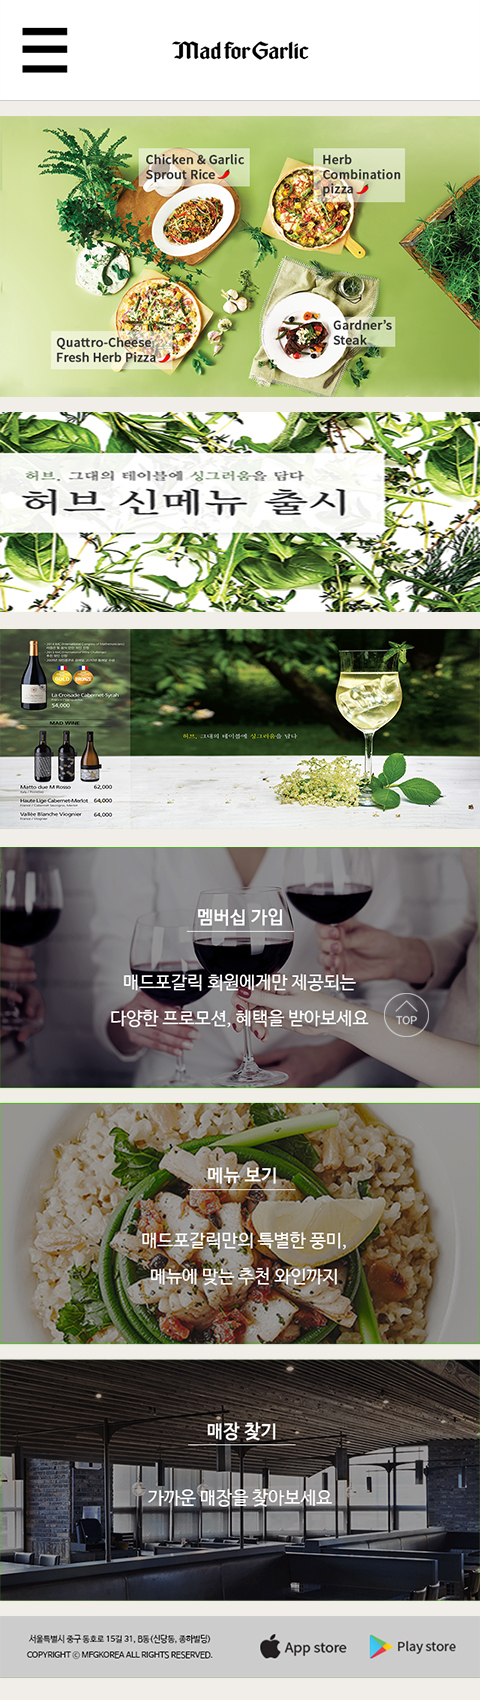 Mad for Garlic
Chicken & Garlic
Sprout Rice
Herb
Combination
pizza
Gardner's
Steak
Quattro-Cheese
Fresh Herb Pizza
허브, 그대의 테이블에 싱그러움을 담다
허브 신메뉴 출시
La Croisade Cabernet-Syrah
54,000
MAD WINE
Matto due M Rosso 62,000
Haute Lige Cabernet-Merlot 64,000
Vallée Blanche Viognier 64,000
허브, 그대의 테이블에 싱그러움을 담다
멤버십 가입
매드포갈릭 회원에게만 제공되는
다양한 프로모션, 혜택을 받아보세요
TOP
메뉴 보기
매드포갈릭만의 특별한 풍미,
메뉴에 맞는 추천 와인까지
매장 찾기
가까운 매장을 찾아보세요
서울특별시 중구 동호로 15길 31, B동(신당동, 종하빌딩)
COPYRIGHT ⓒ MFGKOREA ALL RIGHTS RESERVED.
App store
Play store